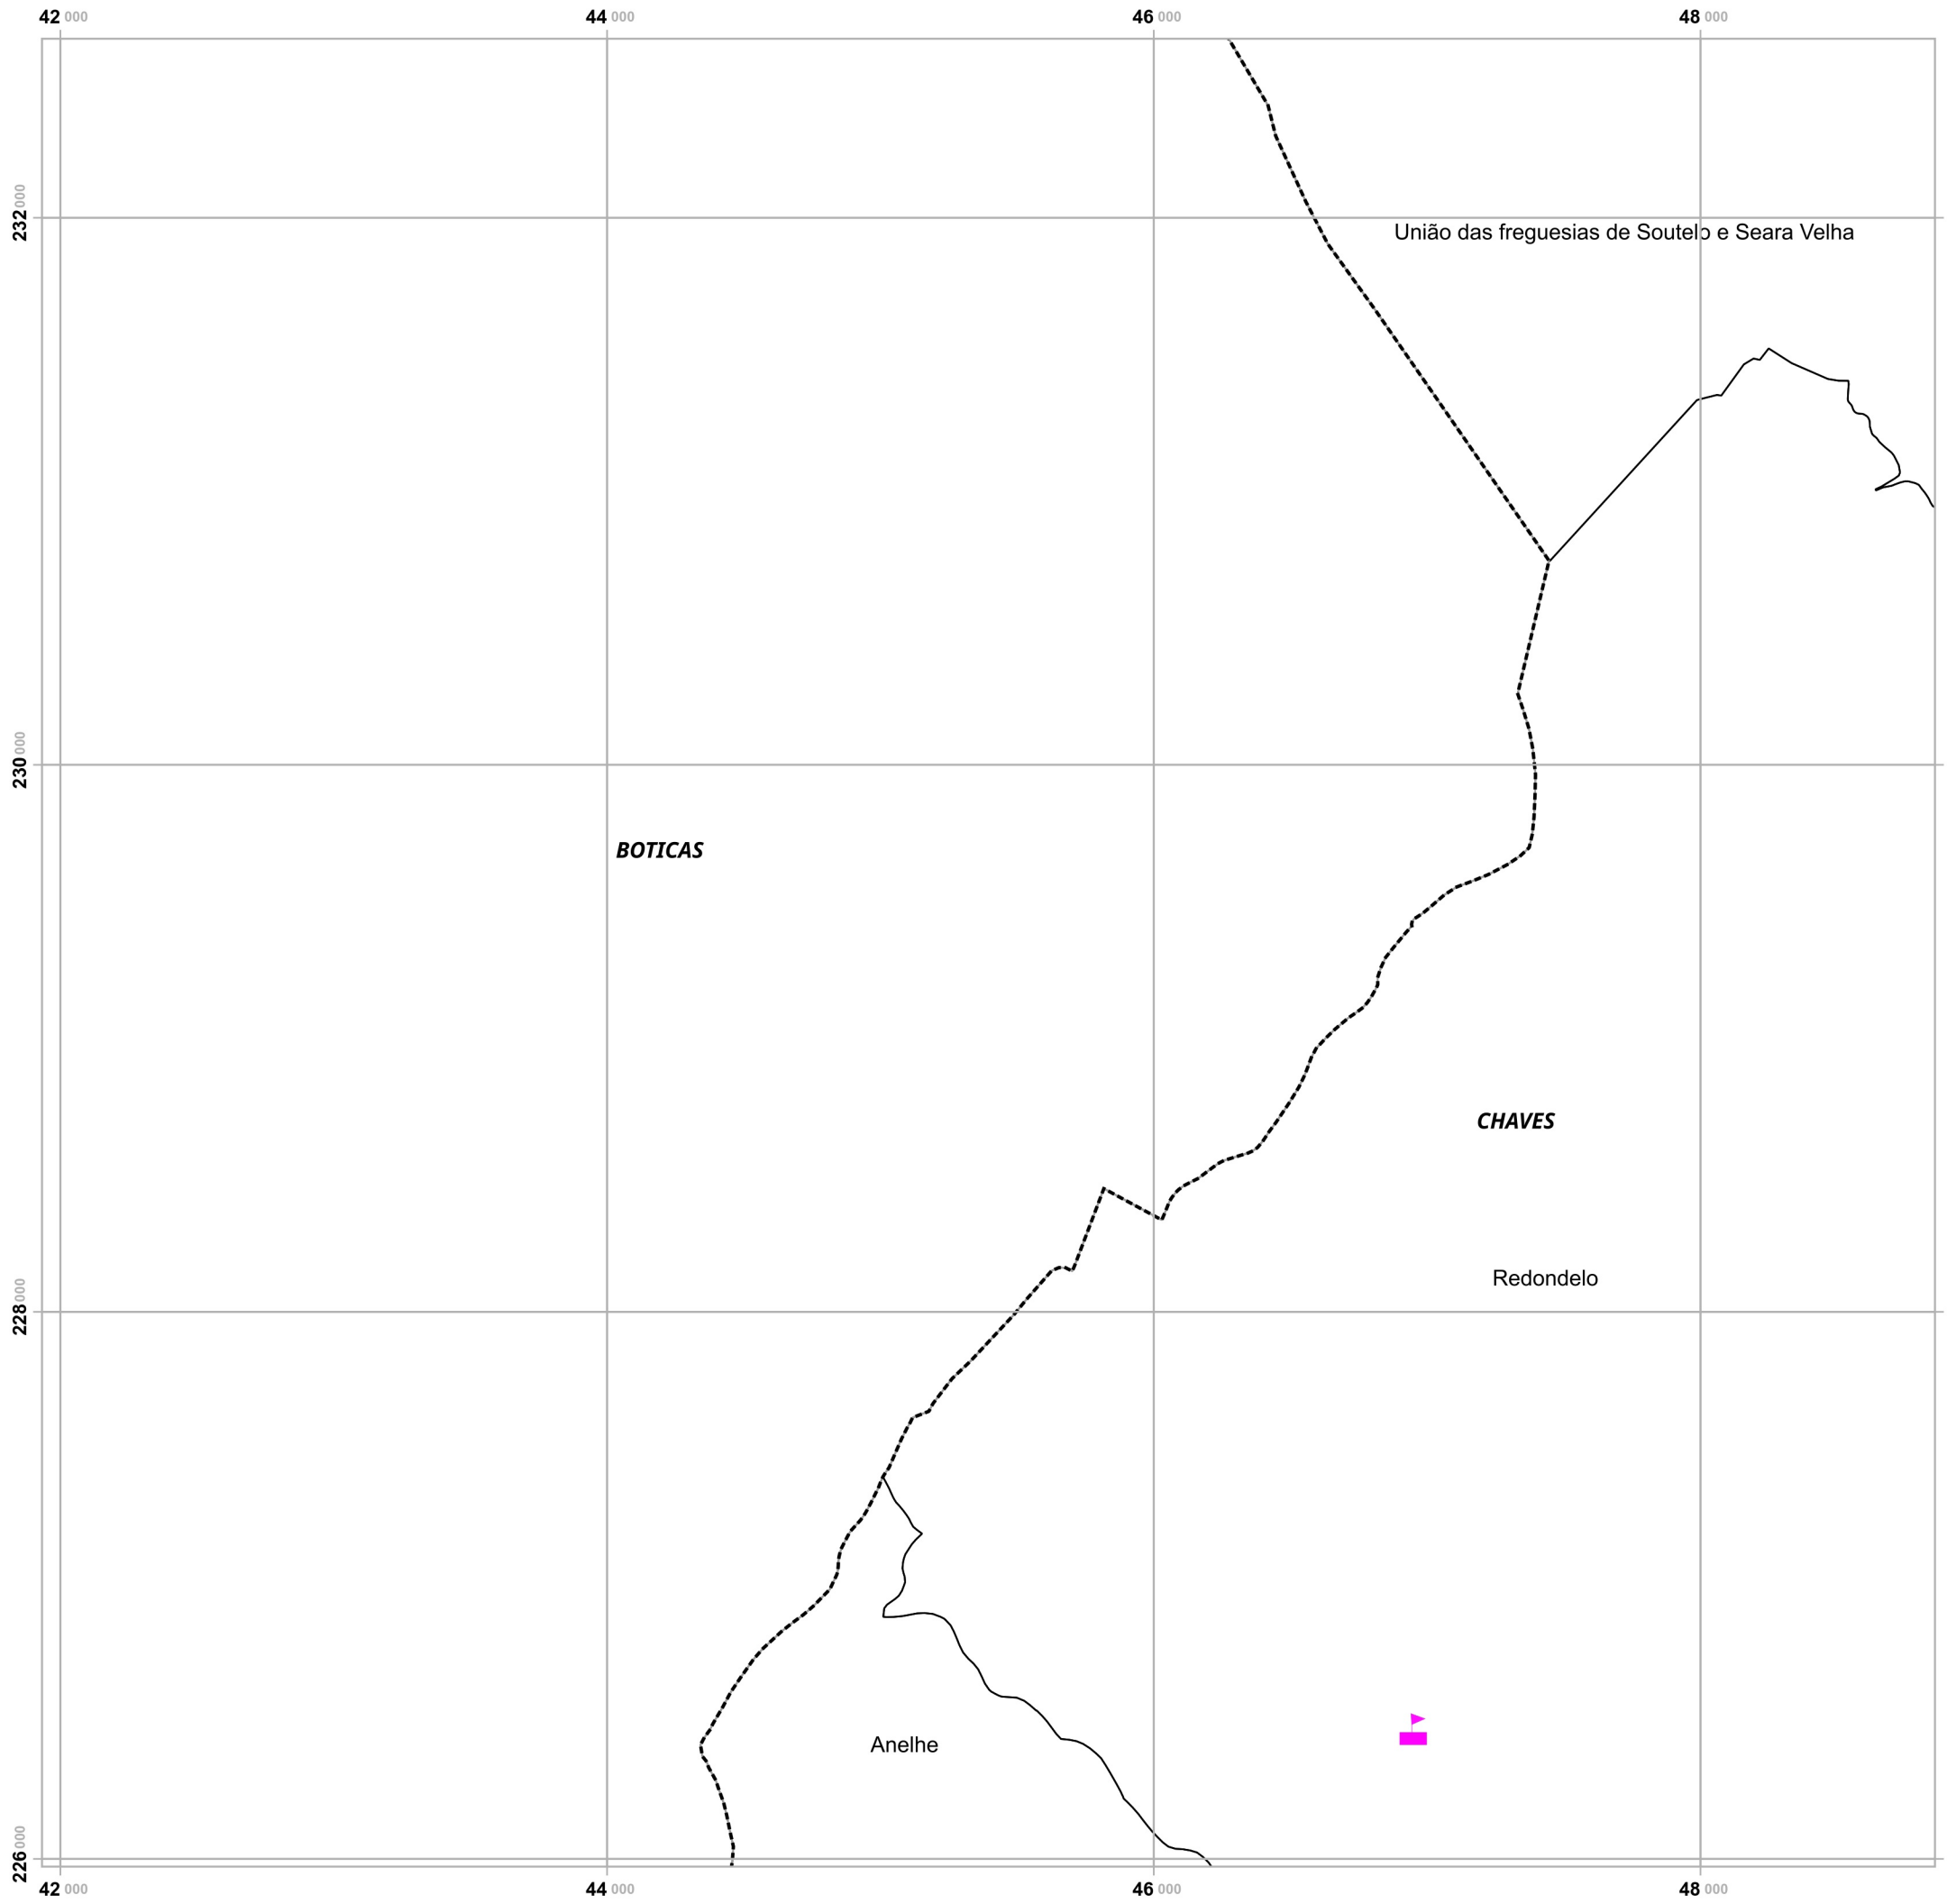 42 000 44 000 46 000 48 000
232 000
União das freguesias de Soutelo e Seara Velha
230 000
BOTICAS
CHAVES
Redondelo
228 000
Anelhe
226 000
42 000 44 000 46 000 48 000